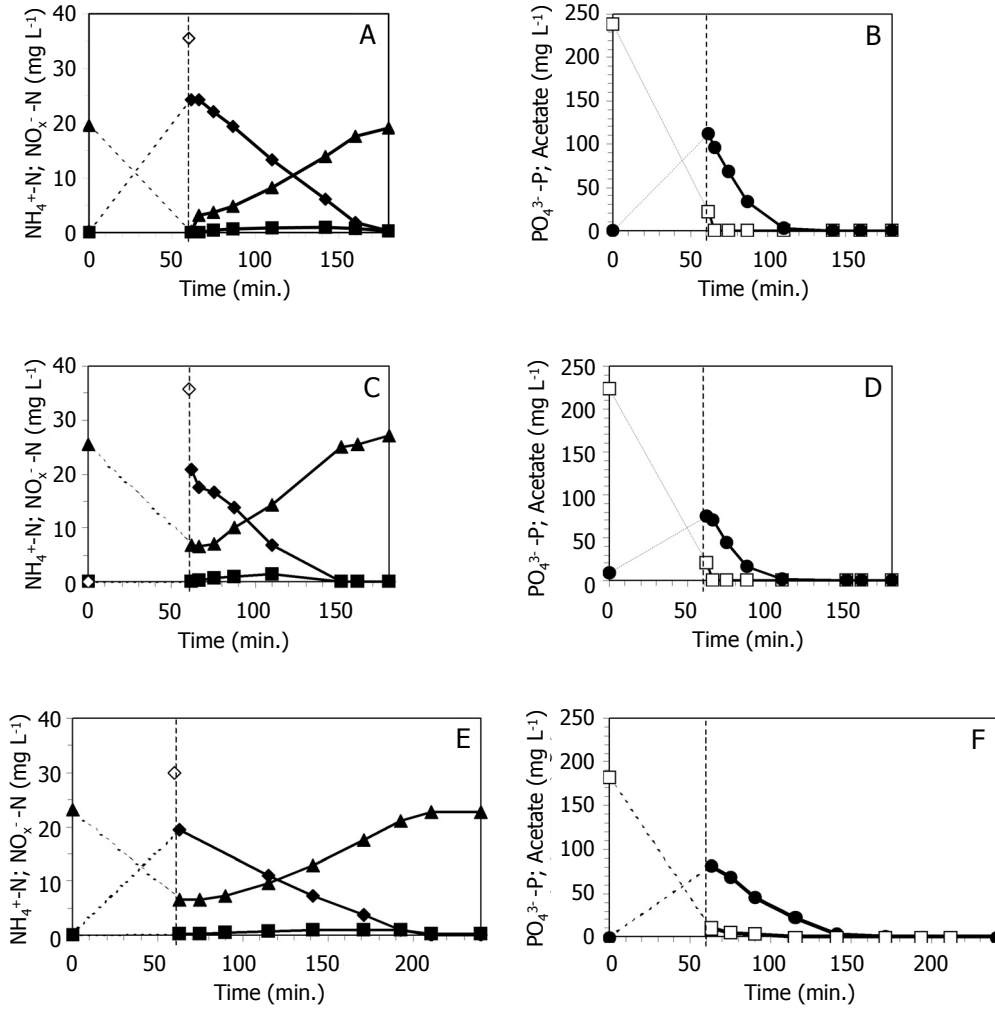 NH₄⁺-N; NOₓ⁻-N (mg L⁻¹)
40
30
20
10
0
A
0 50 100 150
Time (min.)
PO₄³⁻-P; Acetate (mg L⁻¹)
250
200
150
100
50
0
B
0 50 100 150
Time (min.)
NH₄⁺-N; NOₓ⁻-N (mg L⁻¹)
40
30
20
10
0
C
0 50 100 150
Time (min.)
PO₄³⁻-P; Acetate (mg L⁻¹)
250
200
150
100
50
0
D
0 50 100 150
Time (min.)
NH₄⁺-N; NOₓ⁻-N (mg L⁻¹)
40
30
20
10
0
E
0 50 100 150 200
Time (min.)
PO₄³⁻-P; Acetate (mg L⁻¹)
250
200
150
100
50
0
F
0 50 100 150 200
Time (min.)